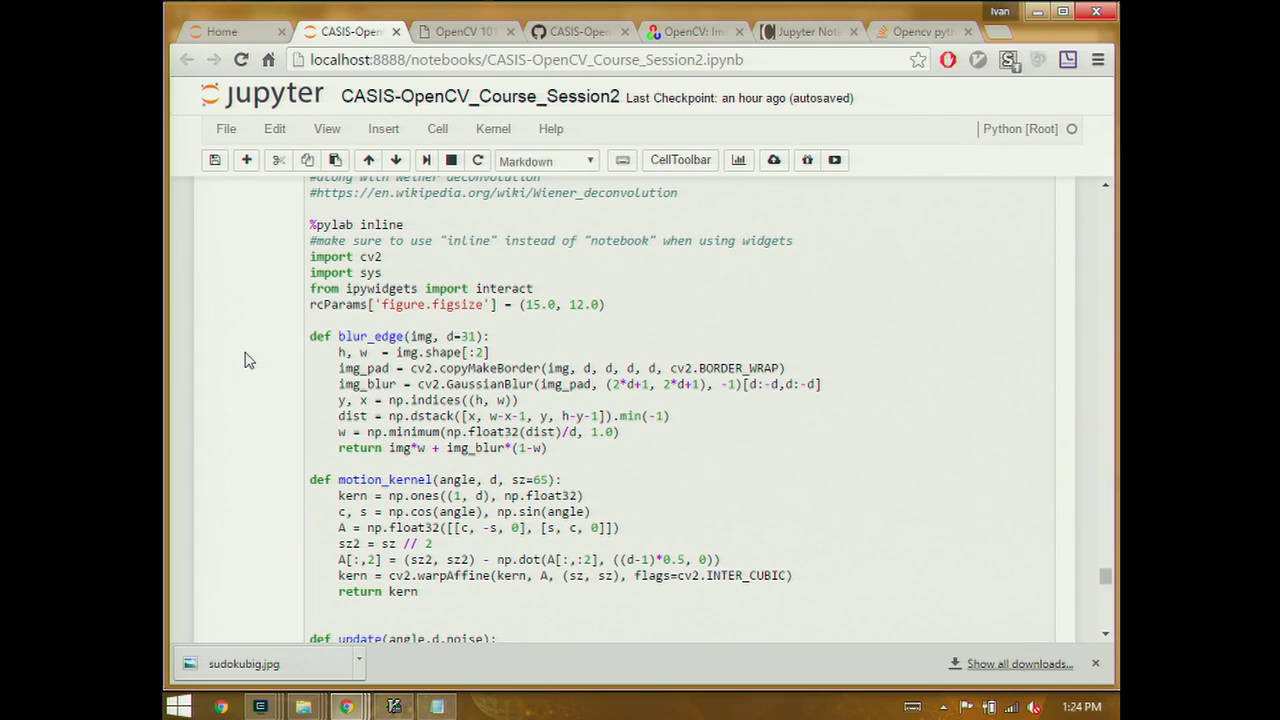 Ivan
Home
CASIS-Open
OpenCV 101
CASIS-Open
OpenCV: Im
Jupyter Note
Opencv pyth
localhost:8888/notebooks/CASIS-OpenCV_Course_Session2.ipynb
jupyter CASIS-OpenCV_Course_Session2 Last Checkpoint: an hour ago (autosaved)
File Edit View Insert Cell Kernel Help Python [Root]
Markdown CellToolbar
#along with Weiner deconvolution
#https://en.wikipedia.org/wiki/Wiener_deconvolution
%pylab inline
#make sure to use "inline" instead of "notebook" when using widgets
import cv2
import sys
from ipywidgets import interact
rcParams['figure.figsize'] = (15.0, 12.0)
def blur_edge(img, d=31):
h, w  = img.shape[:2]
img_pad = cv2.copyMakeBorder(img, d, d, d, d, cv2.BORDER_WRAP)
img_blur = cv2.GaussianBlur(img_pad, (2*d+1, 2*d+1), -1)[d:-d,d:-d]
y, x = np.indices((h, w))
dist = np.dstack([x, w-x-1, y, h-y-1]).min(-1)
w = np.minimum(np.float32(dist)/d, 1.0)
return img*w + img_blur*(1-w)
def motion_kernel(angle, d, sz=65):
kern = np.ones((1, d), np.float32)
c, s = np.cos(angle), np.sin(angle)
A = np.float32([[c, -s, 0], [s, c, 0]])
sz2 = sz // 2
A[:,2] = (sz2, sz2) - np.dot(A[:,:2], ((d-1)*0.5, 0))
kern = cv2.warpAffine(kern, A, (sz, sz), flags=cv2.INTER_CUBIC)
return kern
def update(angle,d,noise):
sudokubig.jpg
Show all downloads...
1:24 PM